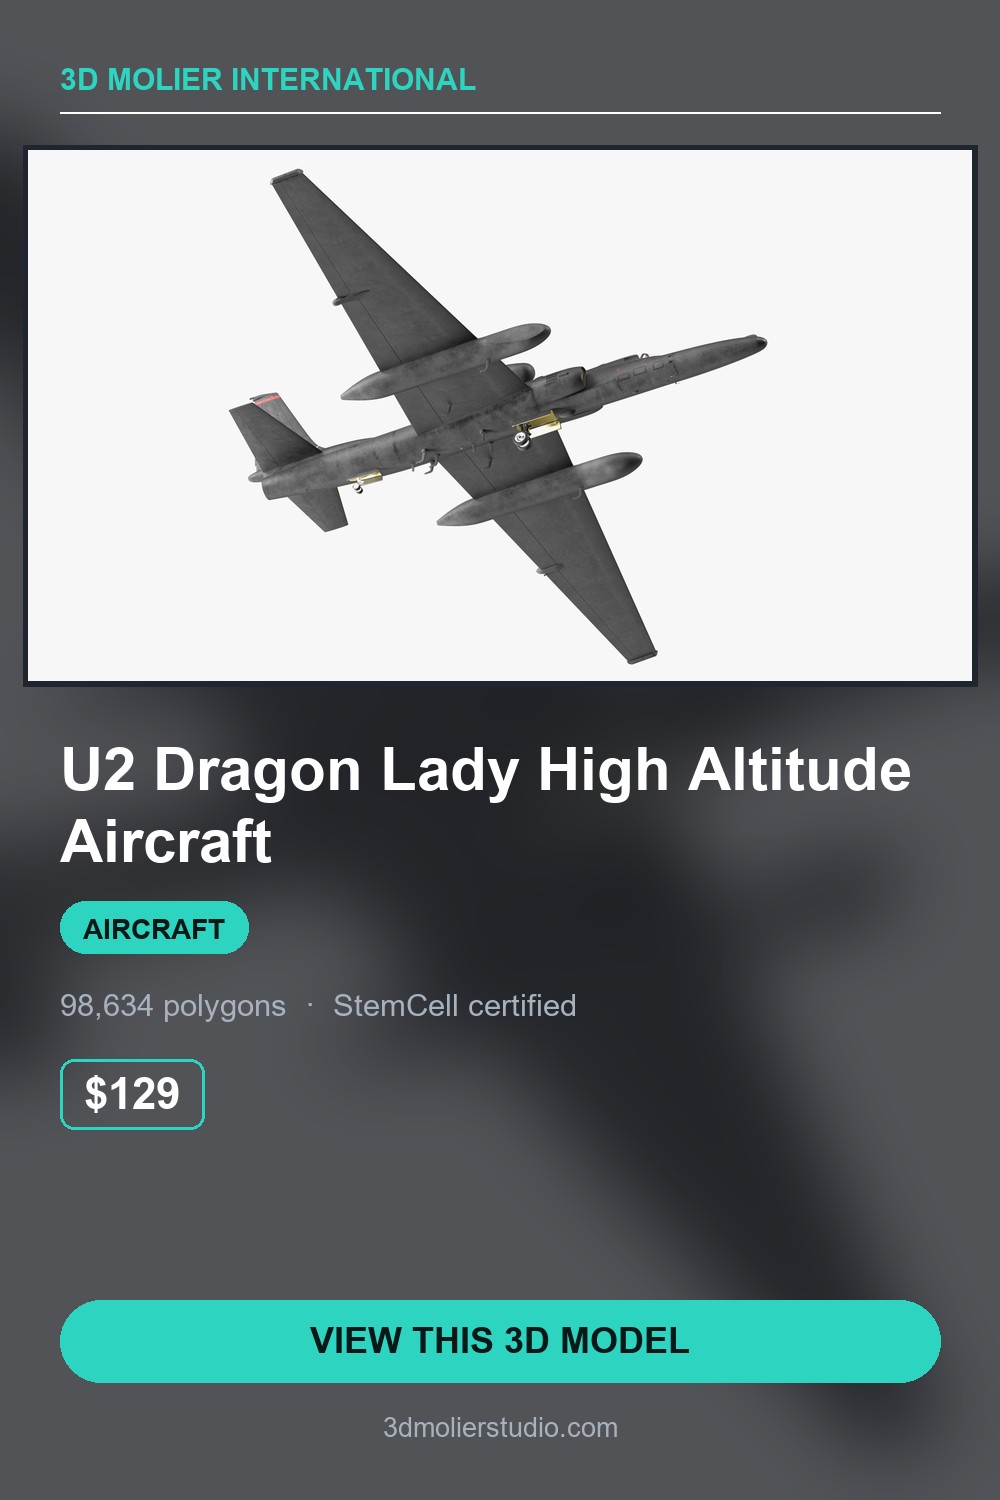 3D MOLIER INTERNATIONAL
U2 Dragon Lady High Altitude
Aircraft
AIRCRAFT
98,634 polygons · StemCell certified
$129
VIEW THIS 3D MODEL
3dmolierstudio.com